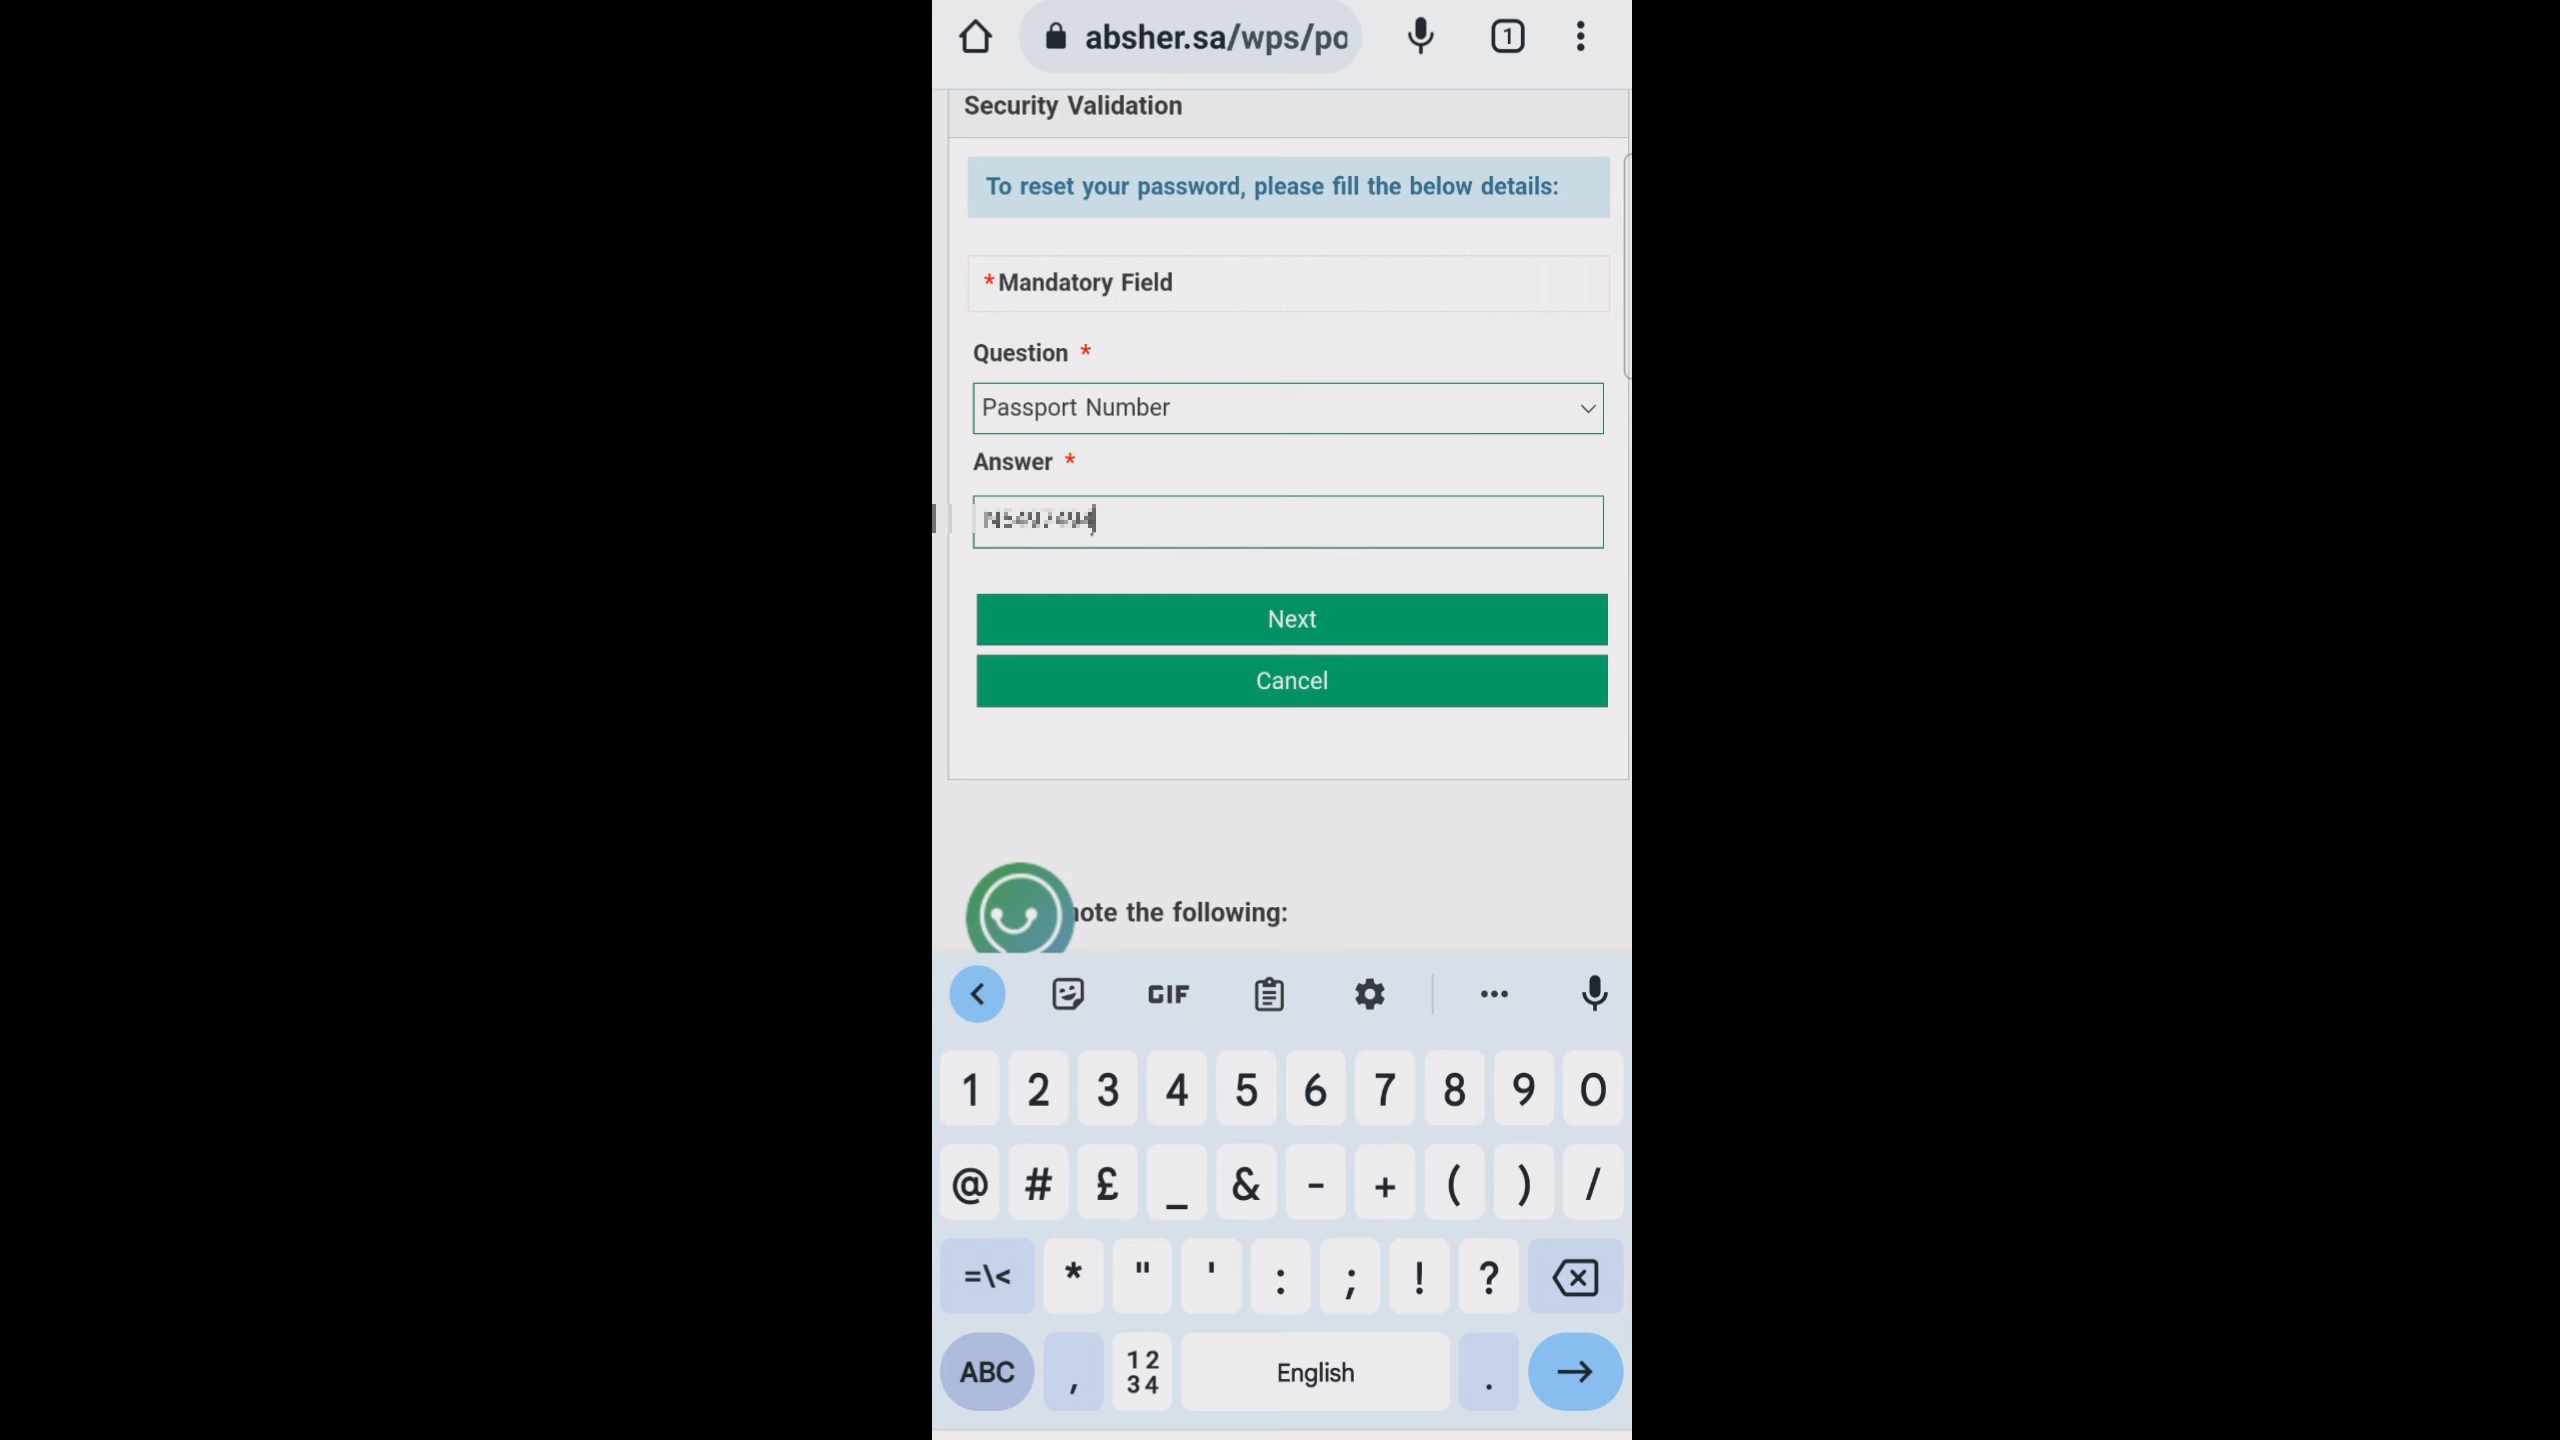 1
absher.sa/wps/po
Security Validation
To reset your password, please fill the below details:
*Mandatory Field
Question *
Passport Number
Answer *
Next
Cancel
note the following:
GIF
1 2 3 4 5 6 7 8 9 0
@ # £ _ & - + ( ) /
=\< * " ' : ; ! ?
ABC , 12 34 English .